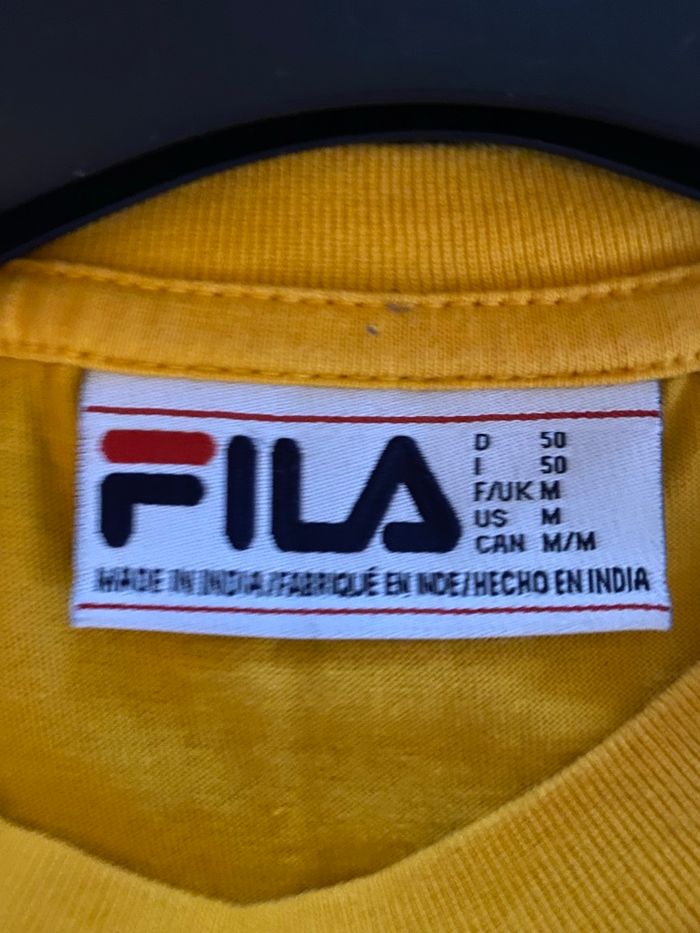 FILA
D 50
I 50
F/UK M
US M
CAN M/M
MADE IN INDIA/FABRIQUÉ EN INDE/HECHO EN INDIA